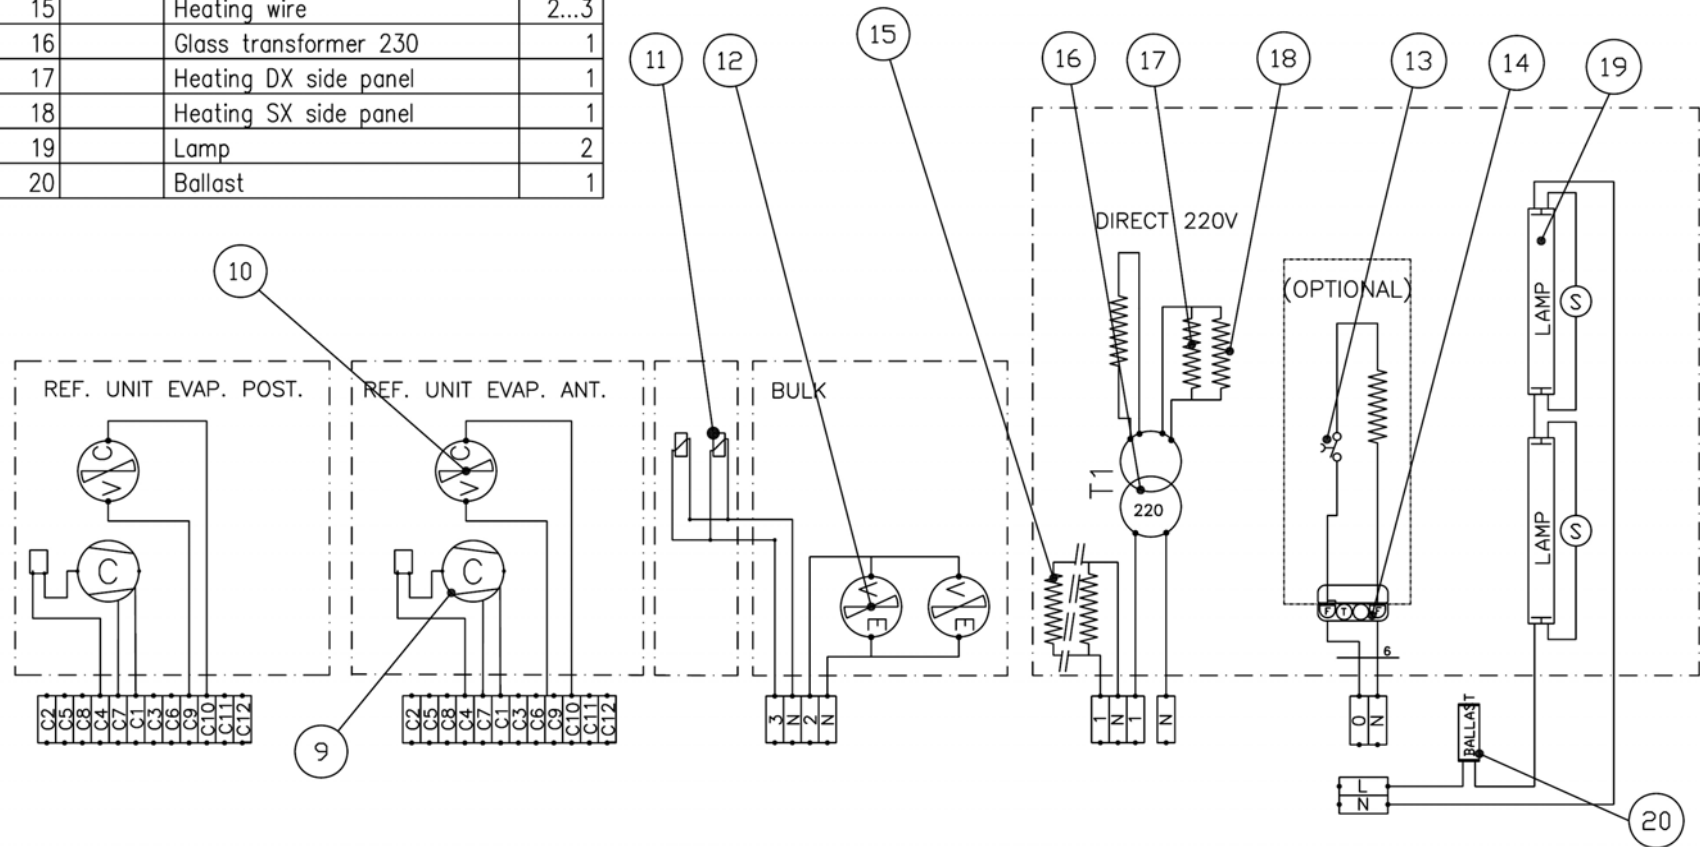 15 Heating wire 2...3
16 Glass transformer 230 1
17 Heating DX side panel 1
18 Heating SX side panel 1
19 Lamp 2
20 Ballast 1
11
12
15
16
17
18
13
14
19
10
DIRECT 220V
(OPTIONAL)
LAMP
S
REF. UNIT EVAP. POST.
REF. UNIT EVAP. ANT.
BULK
C
V
C
V
T1
220
LAMP
S
C
C
V
E
V
E
F T F
6
C2 C5 C8 C4 C7 C1 C3 C6 C9 C10 C11 C12
C2 C5 C8 C4 C7 C1 C3 C6 C9 C10 C11 C12
3 N 2 N
1 N 1 N
0 N
BALLAST
9
L
N
20